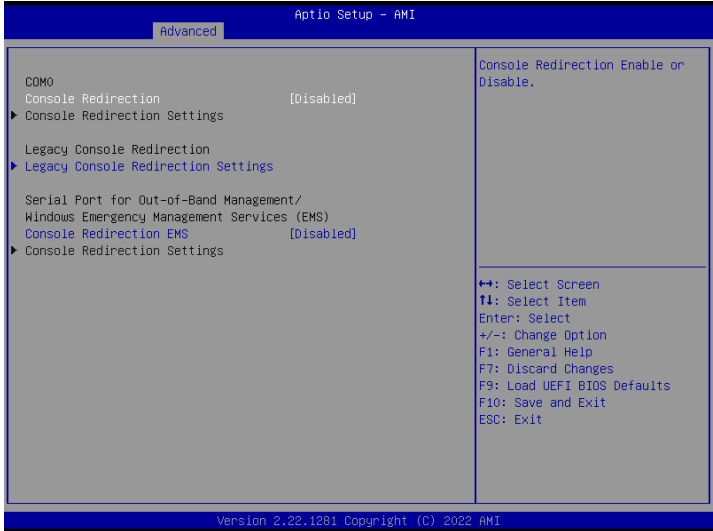 Aptio Setup - AMI
Advanced
COM0
Console Redirection [Disabled]
Console Redirection Settings
Legacy Console Redirection
Legacy Console Redirection Settings
Serial Port for Out-of-Band Management/
Windows Emergency Management Services (EMS)
Console Redirection EMS [Disabled]
Console Redirection Settings
Console Redirection Enable or
Disable.
↔: Select Screen
↑↓: Select Item
Enter: Select
+/-: Change Option
F1: General Help
F7: Discard Changes
F9: Load UEFI BIOS Defaults
F10: Save and Exit
ESC: Exit
Version 2.22.1281 Copyright (C) 2022 AMI